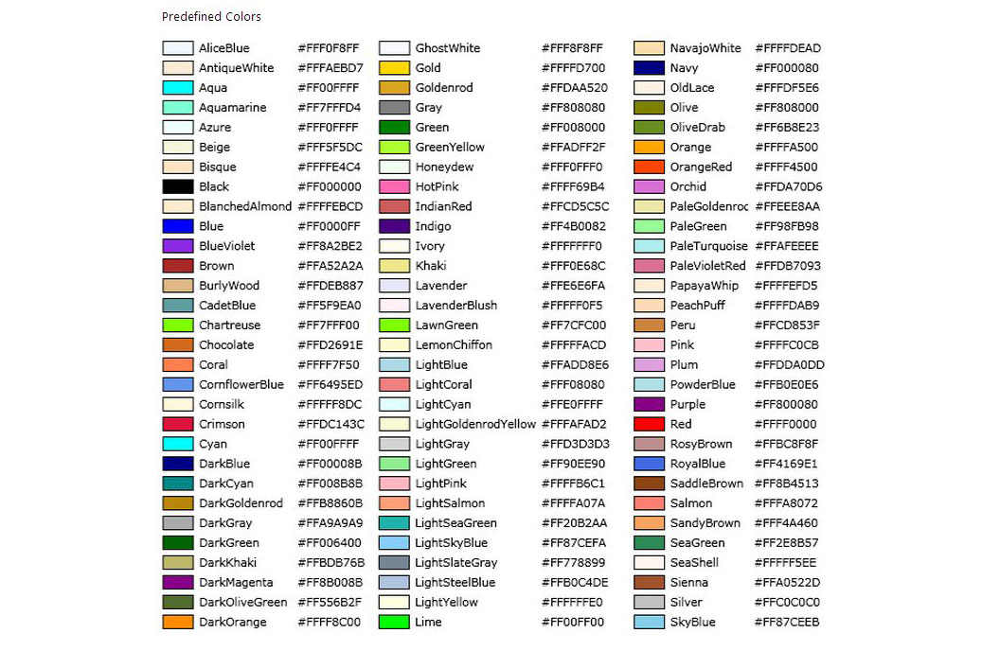 Predefined Colors
AliceBlue #FFF0F8FF GhostWhite #FFF8F8FF NavajoWhite #FFFFDEAD
AntiqueWhite #FFFAEBD7 Gold #FFFFD700 Navy #FF000080
Aqua #FF00FFFF Goldenrod #FFDAA520 OldLace #FFFDF5E6
Aquamarine #FF7FFFD4 Gray #FF808080 Olive #FF808000
Azure #FFF0FFFF Green #FF008000 OliveDrab #FF6B8E23
Beige #FFF5F5DC GreenYellow #FFADFF2F Orange #FFFFA500
Bisque #FFFFE4C4 Honeydew #FFF0FFF0 OrangeRed #FFFF4500
Black #FF000000 HotPink #FFFF69B4 Orchid #FFDA70D6
BlanchedAlmond #FFFFEBCD IndianRed #FFCD5C5C PaleGoldenroc #FFEEE8AA
Blue #FF0000FF Indigo #FF4B0082 PaleGreen #FF98FB98
BlueViolet #FF8A2BE2 Ivory #FFFFFFF0 PaleTurquoise #FFAFEEEE
Brown #FFA52A2A Khaki #FFF0E68C PaleVioletRed #FFDB7093
BurlyWood #FFDEB887 Lavender #FFE6E6FA PapayaWhip #FFFFEFD5
CadetBlue #FF5F9EA0 LavenderBlush #FFFFF0F5 PeachPuff #FFFFDAB9
Chartreuse #FF7FFF00 LawnGreen #FF7CFC00 Peru #FFCD853F
Chocolate #FFD2691E LemonChiffon #FFFFFACD Pink #FFFFC0CB
Coral #FFFF7F50 LightBlue #FFADD8E6 Plum #FFDDA0DD
CornflowerBlue #FF6495ED LightCoral #FFF08080 PowderBlue #FFB0E0E6
Cornsilk #FFFFF8DC LightCyan #FFE0FFFF Purple #FF800080
Crimson #FFDC143C LightGoldenrodYellow #FFFAFAD2 Red #FFFF0000
Cyan #FF00FFFF LightGray #FFD3D3D3 RosyBrown #FFBC8F8F
DarkBlue #FF00008B LightGreen #FF90EE90 RoyalBlue #FF4169E1
DarkCyan #FF008B8B LightPink #FFFFB6C1 SaddleBrown #FF8B4513
DarkGoldenrod #FFB8860B LightSalmon #FFFFA07A Salmon #FFFA8072
DarkGray #FFA9A9A9 LightSeaGreen #FF20B2AA SandyBrown #FFF4A460
DarkGreen #FF006400 LightSkyBlue #FF87CEFA SeaGreen #FF2E8B57
DarkKhaki #FFBDB76B LightSlateGray #FF778899 SeaShell #FFFFF5EE
DarkMagenta #FF8B008B LightSteelBlue #FFB0C4DE Sienna #FFA0522D
DarkOliveGreen #FF556B2F LightYellow #FFFFFFE0 Silver #FFC0C0C0
DarkOrange #FFFF8C00 Lime #FF00FF00 SkyBlue #FF87CEEB